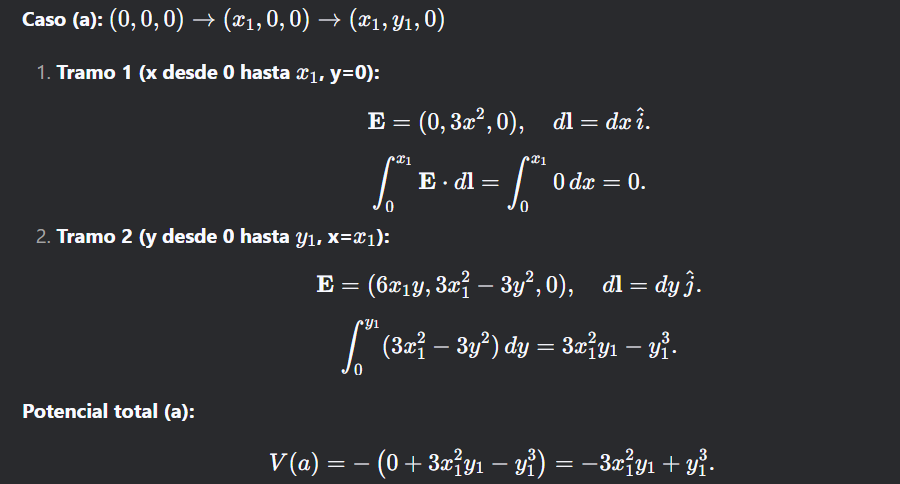 Caso (a): (0, 0, 0) → (x₁, 0, 0) → (x₁, y₁, 0)
1. Tramo 1 (x desde 0 hasta x₁, y=0):
E = (0, 3x², 0), dl = dx î.
∫₀^{x₁} E · dl = ∫₀^{x₁} 0 dx = 0.
2. Tramo 2 (y desde 0 hasta y₁, x=x₁):
E = (6x₁y, 3x₁² − 3y², 0), dl = dy ĵ.
∫₀^{y₁} (3x₁² − 3y²) dy = 3x₁²y₁ − y₁³.
Potencial total (a):
V(a) = − (0 + 3x₁²y₁ − y₁³) = −3x₁²y₁ + y₁³.